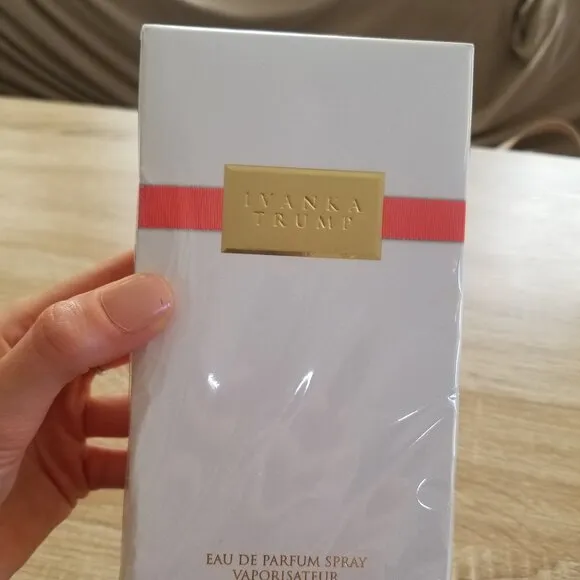 IVANKA
TRUMP
EAU DE PARFUM SPRAY
VAPORISATEUR